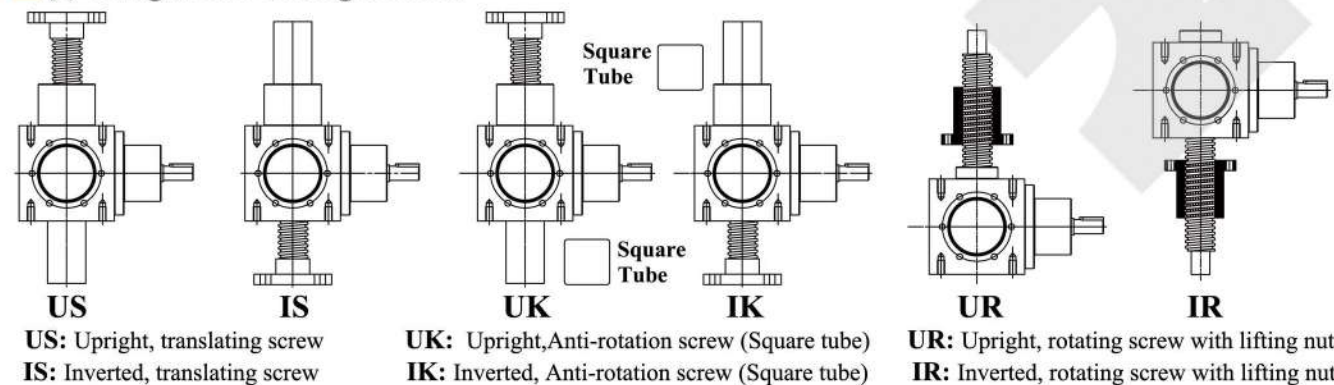 Square
Tube
Square
Tube
US
IS
UK
IK
UR
IR
US: Upright, translating screw
UK: Upright,Anti-rotation screw (Square tube)
UR: Upright, rotating screw with lifting nut
IS: Inverted, translating screw
IK: Inverted, Anti-rotation screw (Square tube)
IR: Inverted, rotating screw with lifting nut